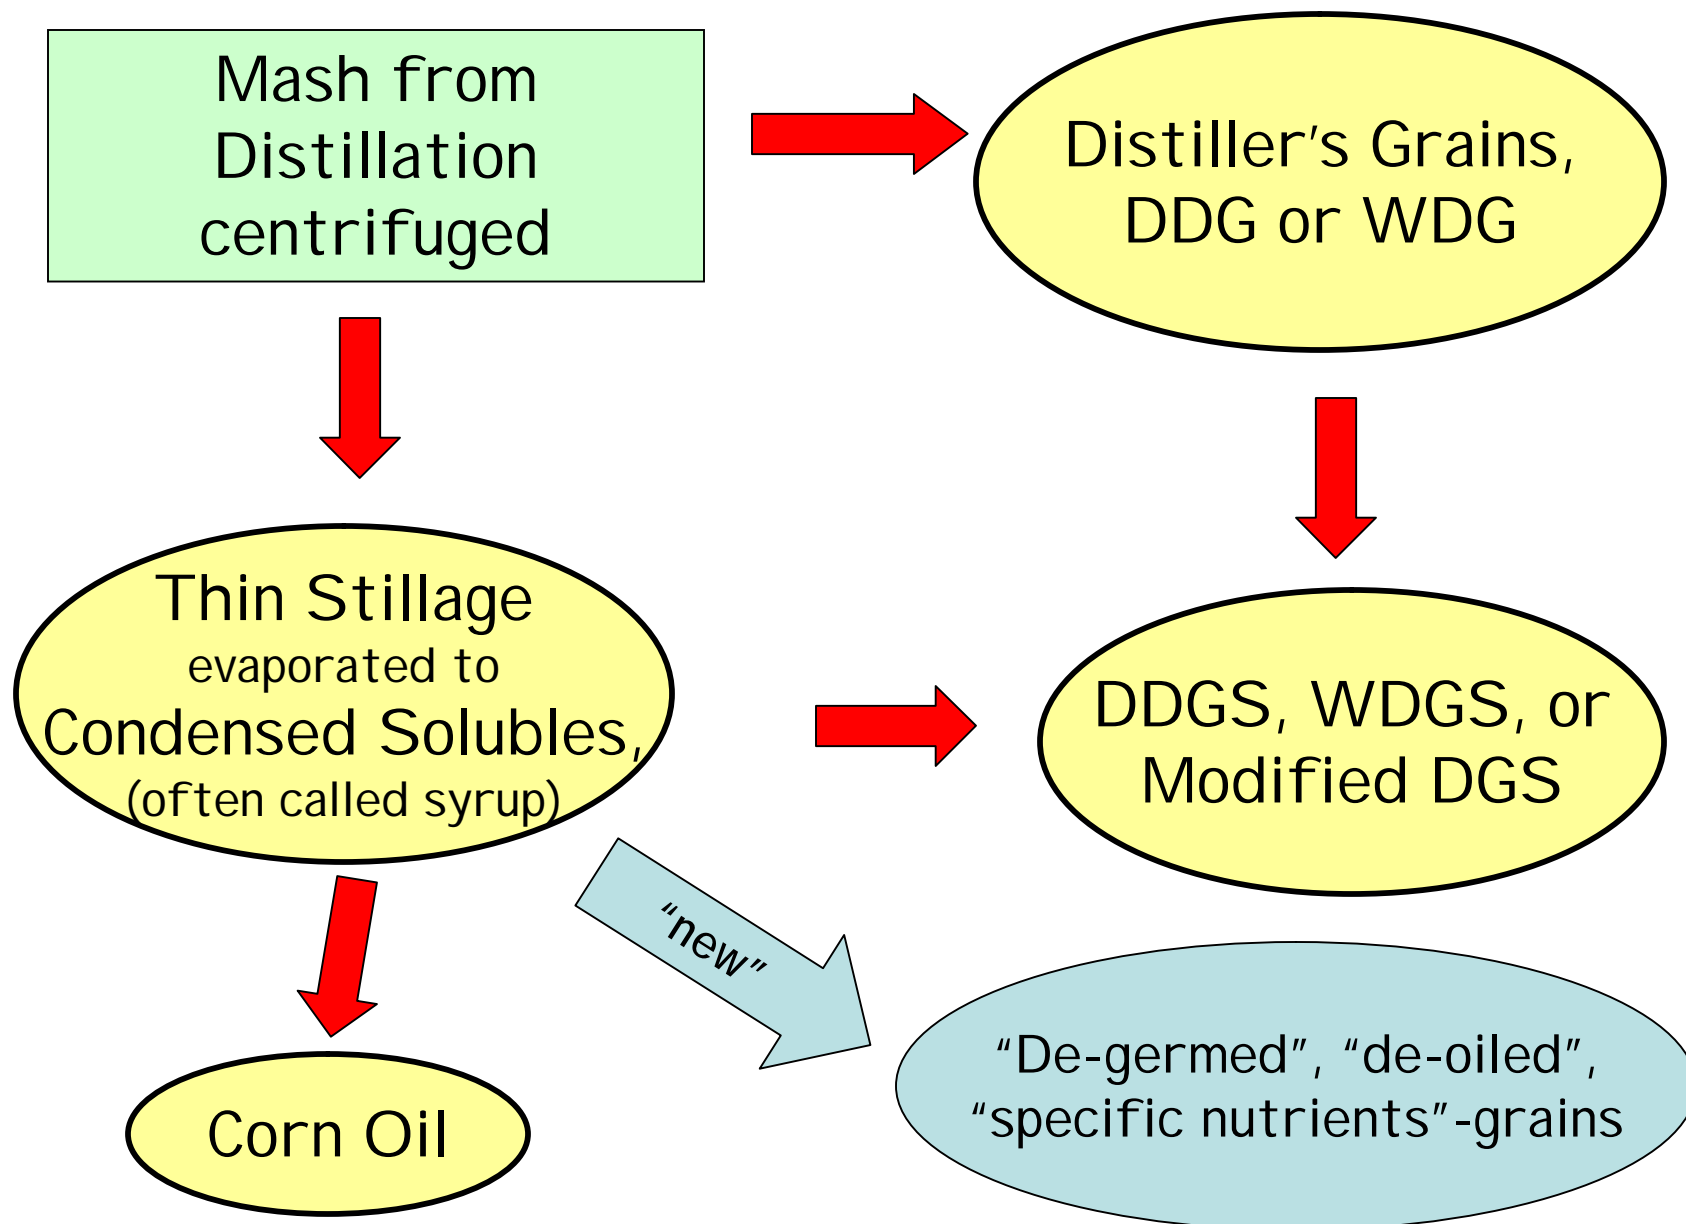 Mash from
Distillation
centrifuged
Distiller’s Grains,
DDG or WDG
Thin Stillage
evaporated to
Condensed Solubles,
(often called syrup)
DDGS, WDGS, or
Modified DGS
“new”
“De-germed”, “de-oiled”,
“specific nutrients”-grains
Corn Oil